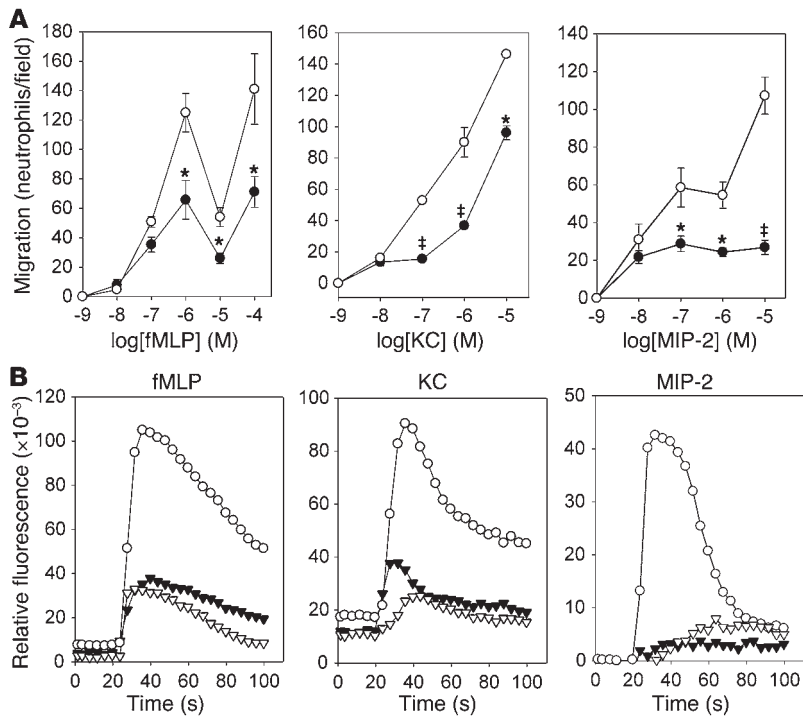 A
Migration (neutrophils/field)
180
160
140
120
100
80
60
40
20
0
* * *
-9 -8 -7 -6 -5 -4
log[fMLP] (M)
160
140
120
100
80
60
40
20
0
‡ ‡ *
-9 -8 -7 -6 -5
log[KC] (M)
140
120
100
80
60
40
20
0
* * ‡
-9 -8 -7 -6 -5
log[MIP-2] (M)
B
Relative fluorescence (×10⁻³)
fMLP
120
100
80
60
40
20
0
0 20 40 60 80 100
Time (s)
KC
100
80
60
40
20
0
0 20 40 60 80 100
Time (s)
MIP-2
50
40
30
20
10
0
0 20 40 60 80 100
Time (s)